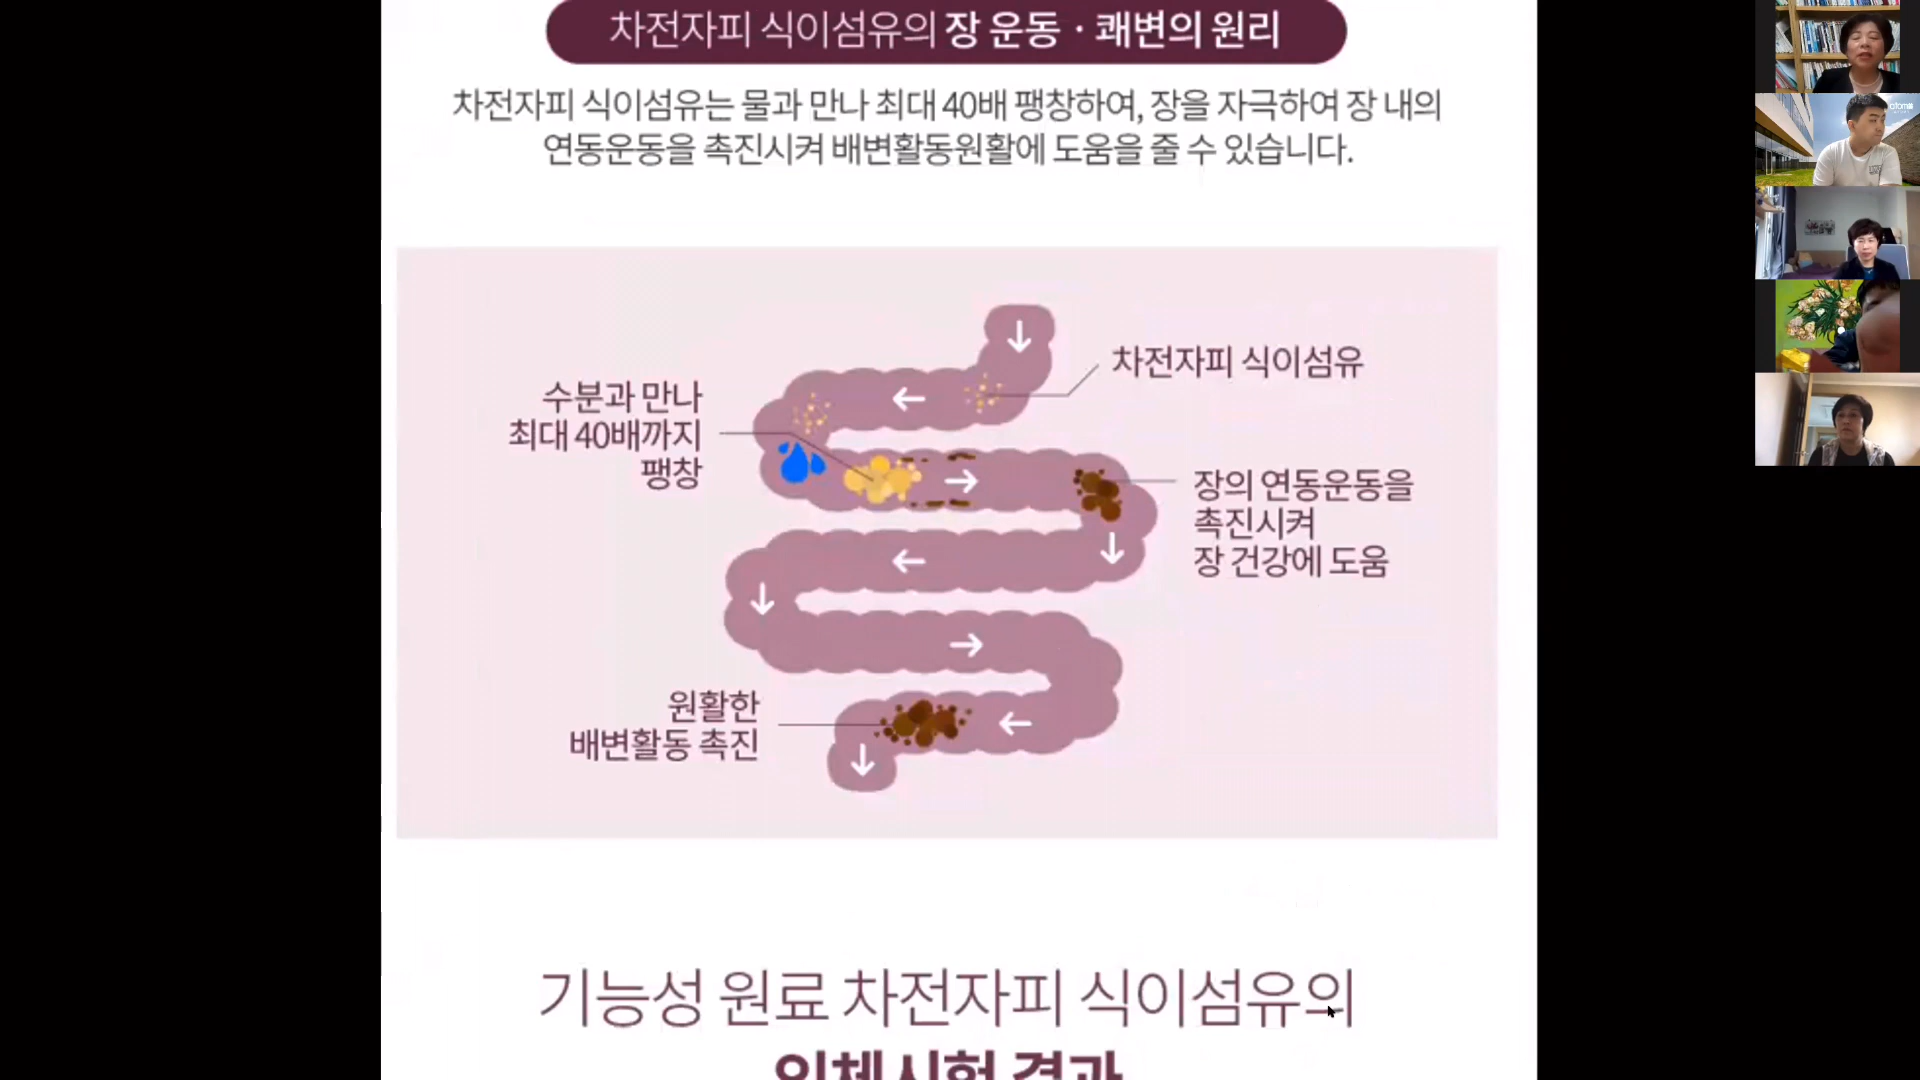 차전자피 식이섬유의 장 운동 · 쾌변의 원리
차전자피 식이섬유는 물과 만나 최대 40배 팽창하여, 장을 자극하여 장 내의
연동운동을 촉진시켜 배변활동원활에 도움을 줄 수 있습니다.
차전자피 식이섬유
수분과 만나
최대 40배까지
팽창
장의 연동운동을
촉진시켜
장 건강에 도움
원활한
배변활동 촉진
기능성 원료 차전자피 식이섬유의
인체시험 결과